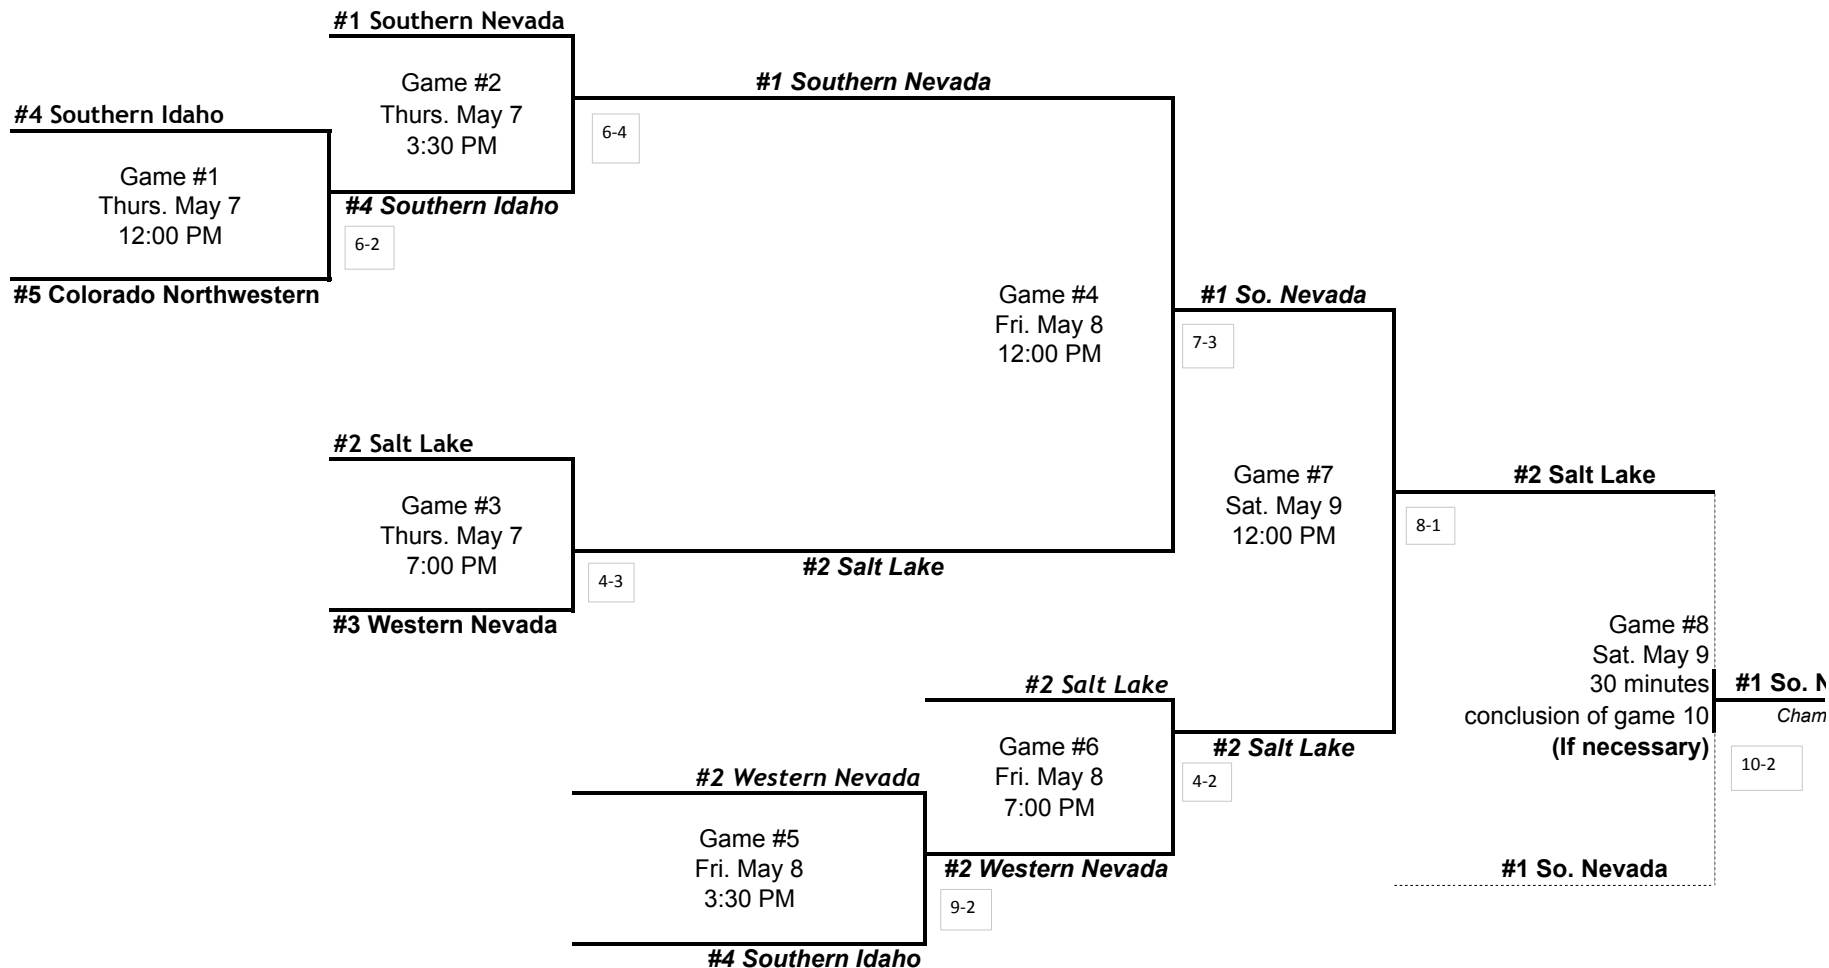 #1 Southern Nevada
Game #2
Thurs. May 7
3:30 PM
#1 Southern Nevada
6-4
#4 Southern Idaho
Game #1
Thurs. May 7
12:00 PM
#4 Southern Idaho
6-2
#5 Colorado Northwestern
Game #4
Fri. May 8
12:00 PM
#1 So. Nevada
7-3
#2 Salt Lake
Game #3
Thurs. May 7
7:00 PM
#2 Salt Lake
4-3
#3 Western Nevada
Game #7
Sat. May 9
12:00 PM
#2 Salt Lake
8-1
Game #8
Sat. May 9
30 minutes
conclusion of game 10
(If necessary)
#1 So. N
Cham
10-2
#2 Salt Lake
Game #6
Fri. May 8
7:00 PM
#2 Salt Lake
4-2
#2 Western Nevada
Game #5
Fri. May 8
3:30 PM
#2 Western Nevada
9-2
#4 Southern Idaho
#1 So. Nevada